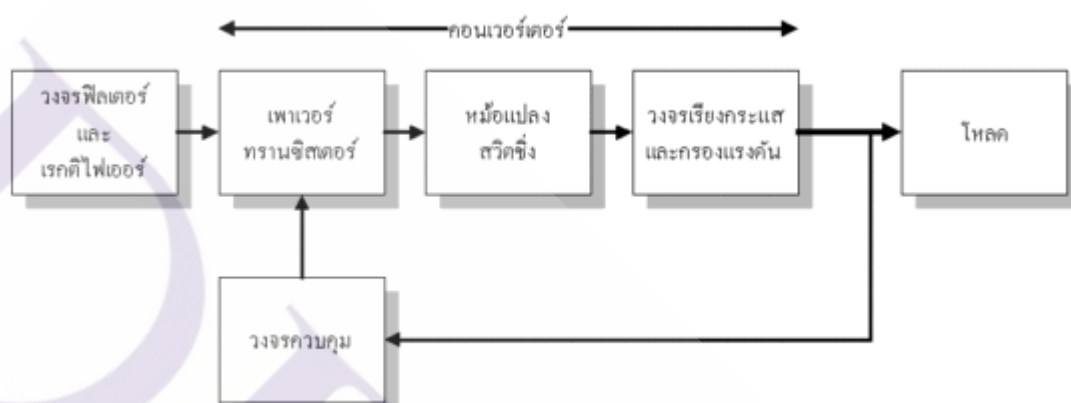 คอนเวอร์เตอร์
วงจรฟิลเตอร์
และ
เรกติไฟเออร์
เพาเวอร์
ทรานซิสเตอร์
หม้อแปลง
สวิตชิ่ง
วงจรเรียงกระแส
และกรองแรงดัน
โหลด
วงจรควบคุม